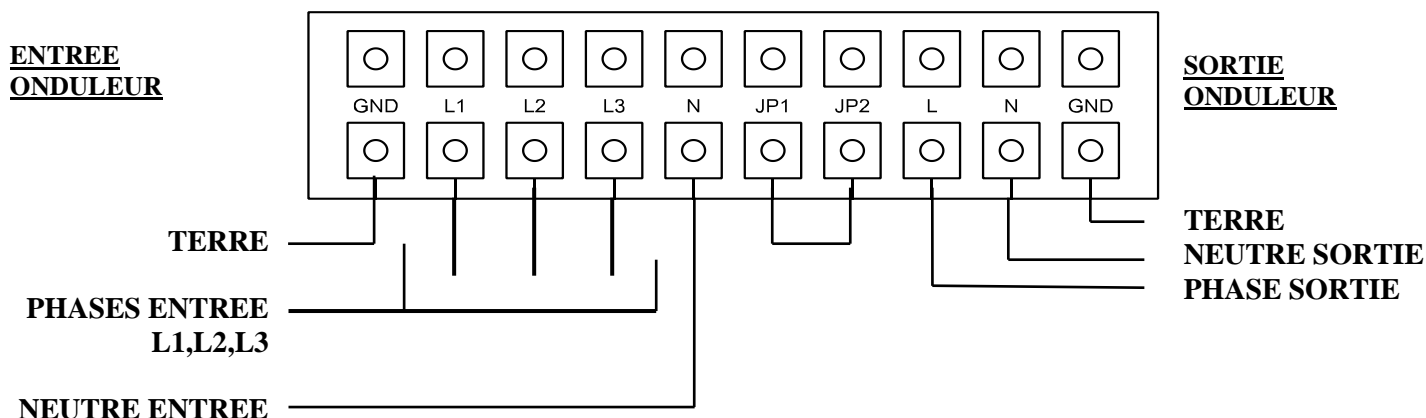 ENTREE
ONDULEUR
GND L1 L2 L3 N JP1 JP2 L N GND
SORTIE
ONDULEUR
TERRE
PHASES ENTREE
L1,L2,L3
NEUTRE ENTREE
TERRE
NEUTRE SORTIE
PHASE SORTIE